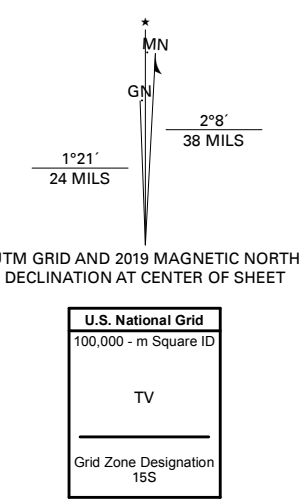 ★
MN
GN
2°8´
38 MILS
1°21´
24 MILS
UTM GRID AND 2019 MAGNETIC NORTH
DECLINATION AT CENTER OF SHEET
U.S. National Grid
100,000 - m Square ID
TV
Grid Zone Designation
15S